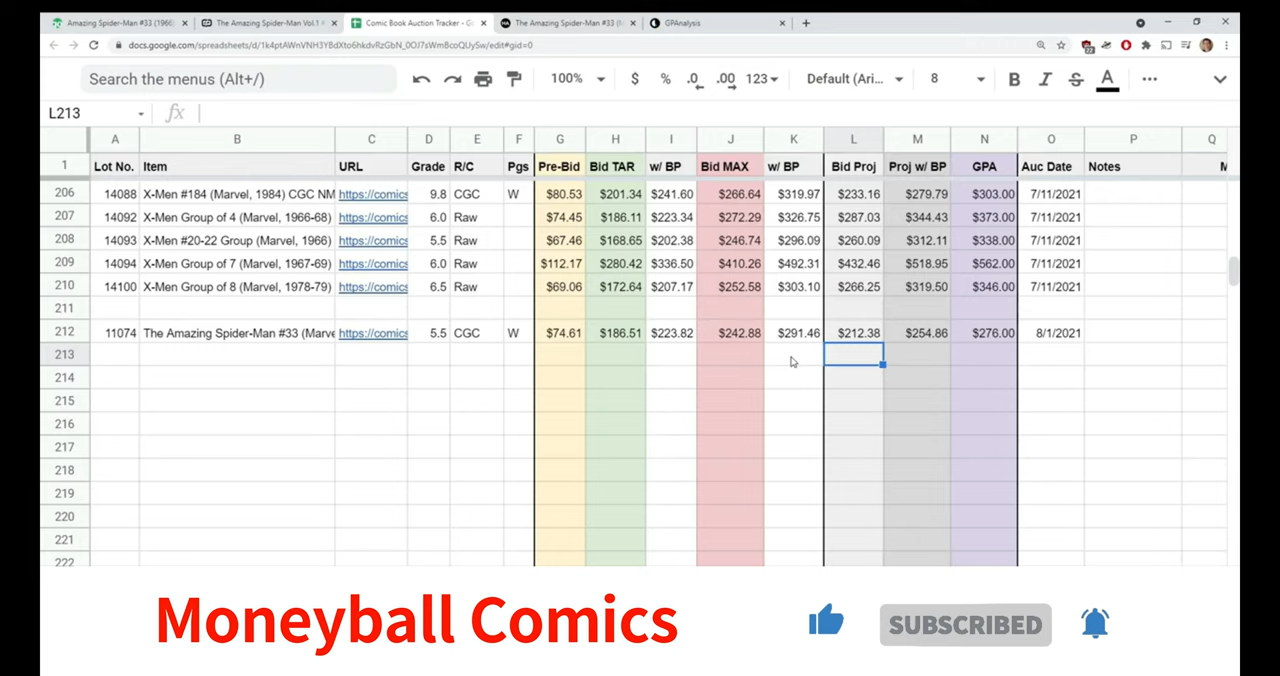 Amazing Spider-Man #33 (1966)
The Amazing Spider-Man Vol.1 #
Comic Book Auction Tracker - Go
The Amazing Spider-Man #33 (M
GPAnalysis
docs.google.com/spreadsheets/d/1k4ptAWnVNH3YBdXto6hkdvRzGbN_0OJ7sWmBcoQUySw/edit#gid=0
Search the menus (Alt+/) 100% $ % .0 .00 123 Default (Ari... 8 B I S A ...
L213 fx
A B C D E F G H I J K L M N O P Q
1 Lot No. Item URL Grade R/C Pgs Pre-Bid Bid TAR w/ BP Bid MAX w/ BP Bid Proj Proj w/ BP GPA Auc Date Notes M
206 14088 X-Men #184 (Marvel, 1984) CGC NM https://comics 9.8 CGC W $80.53 $201.34 $241.60 $266.64 $319.97 $233.16 $279.79 $303.00 7/11/2021
207 14092 X-Men Group of 4 (Marvel, 1966-68) https://comics 6.0 Raw $74.45 $186.11 $223.34 $272.29 $326.75 $287.03 $344.43 $373.00 7/11/2021
208 14093 X-Men #20-22 Group (Marvel, 1966) https://comics 5.5 Raw $67.46 $168.65 $202.38 $246.74 $296.09 $260.09 $312.11 $338.00 7/11/2021
209 14094 X-Men Group of 7 (Marvel, 1967-69) https://comics 6.0 Raw $112.17 $280.42 $336.50 $410.26 $492.31 $432.46 $518.95 $562.00 7/11/2021
210 14100 X-Men Group of 8 (Marvel, 1978-79) https://comics 6.5 Raw $69.06 $172.64 $207.17 $252.58 $303.10 $266.25 $319.50 $346.00 7/11/2021
211
212 11074 The Amazing Spider-Man #33 (Marve https://comics 5.5 CGC W $74.61 $186.51 $223.82 $242.88 $291.46 $212.38 $254.86 $276.00 8/1/2021
213
214
215
216
217
218
219
220
221
222
Moneyball Comics
SUBSCRIBED